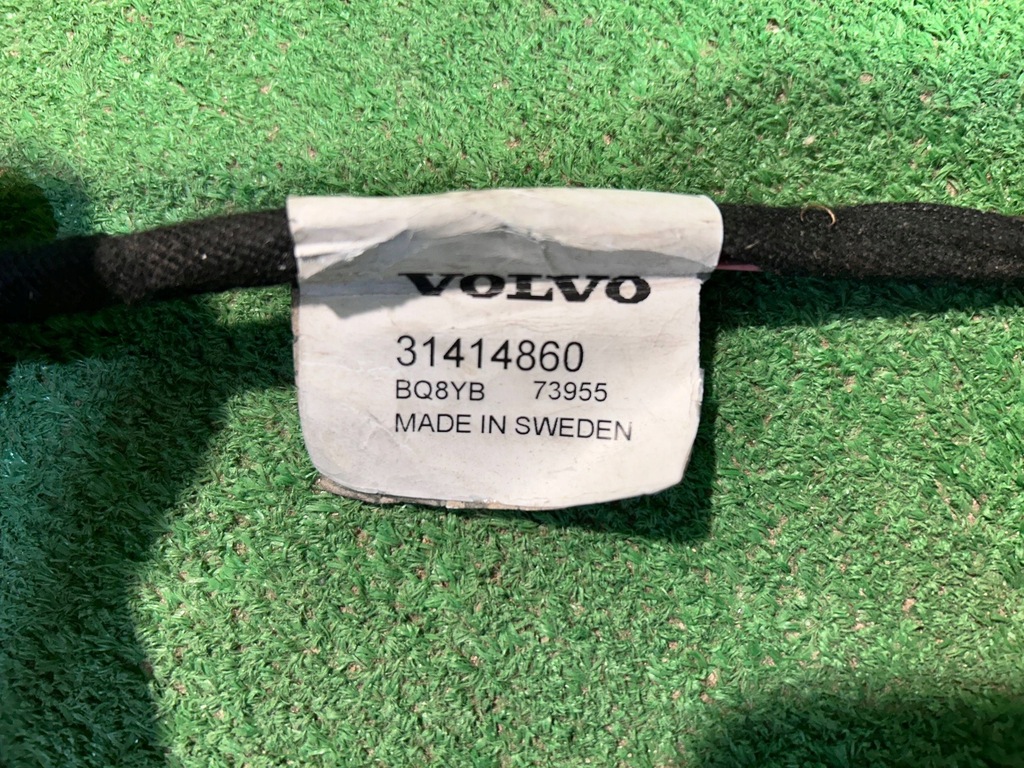 VOLVO
31414860
BQ8YB 73955
MADE IN SWEDEN